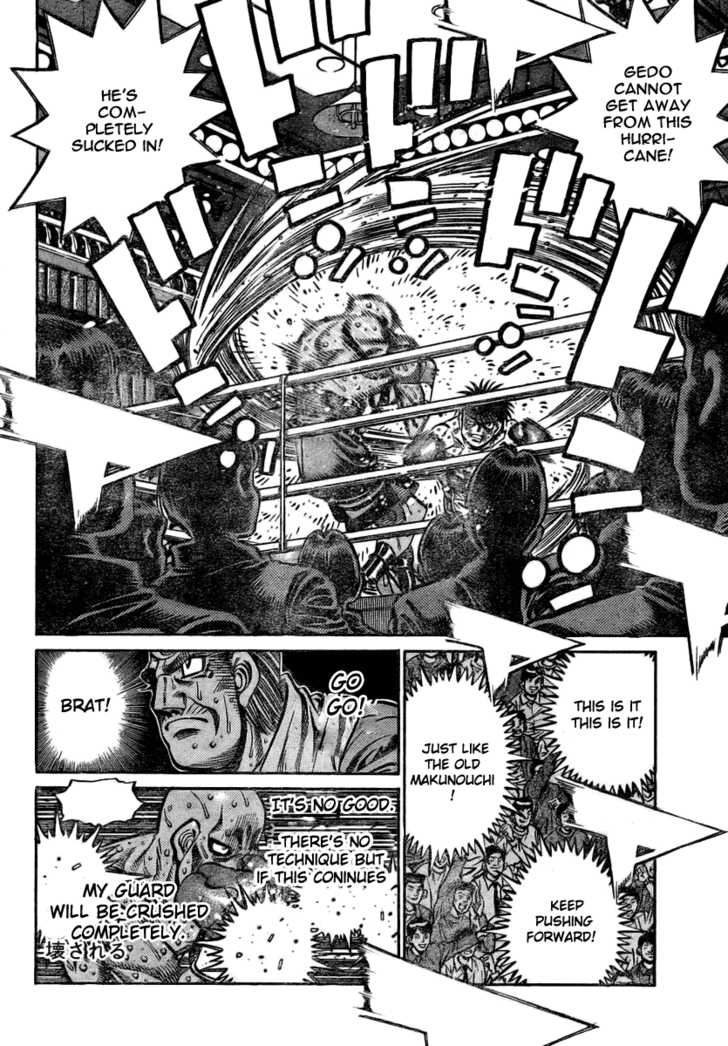 GEDO
CANNOT
GET AWAY
FROM THIS
HURRI-
CANE!
HE'S
COM-
PLETELY
SUCKED IN!
ドドドドドド
THIS IS IT
THIS IS IT!
JUST LIKE
THE OLD
MAKUNOUCHI
!
KEEP
PUSHING
FORWARD!
GO
GO!
BRAT!
IT'S NO GOOD.
THERE'S NO
TECHNIQUE BUT
IF THIS CONINUES
MY GUARD
WILL BE CRUSHED
COMPLETELY.
壊される